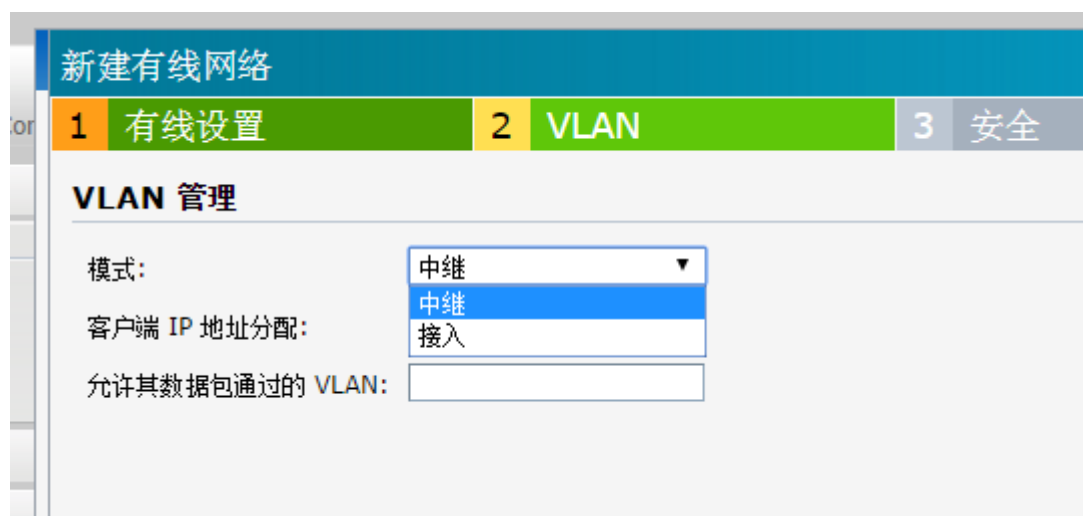 新建有线网络
or 1 有线设置 2 VLAN 3 安全
VLAN 管理
模式: 中继
中继
客户端 IP 地址分配:
接入
允许其数据包通过的 VLAN: